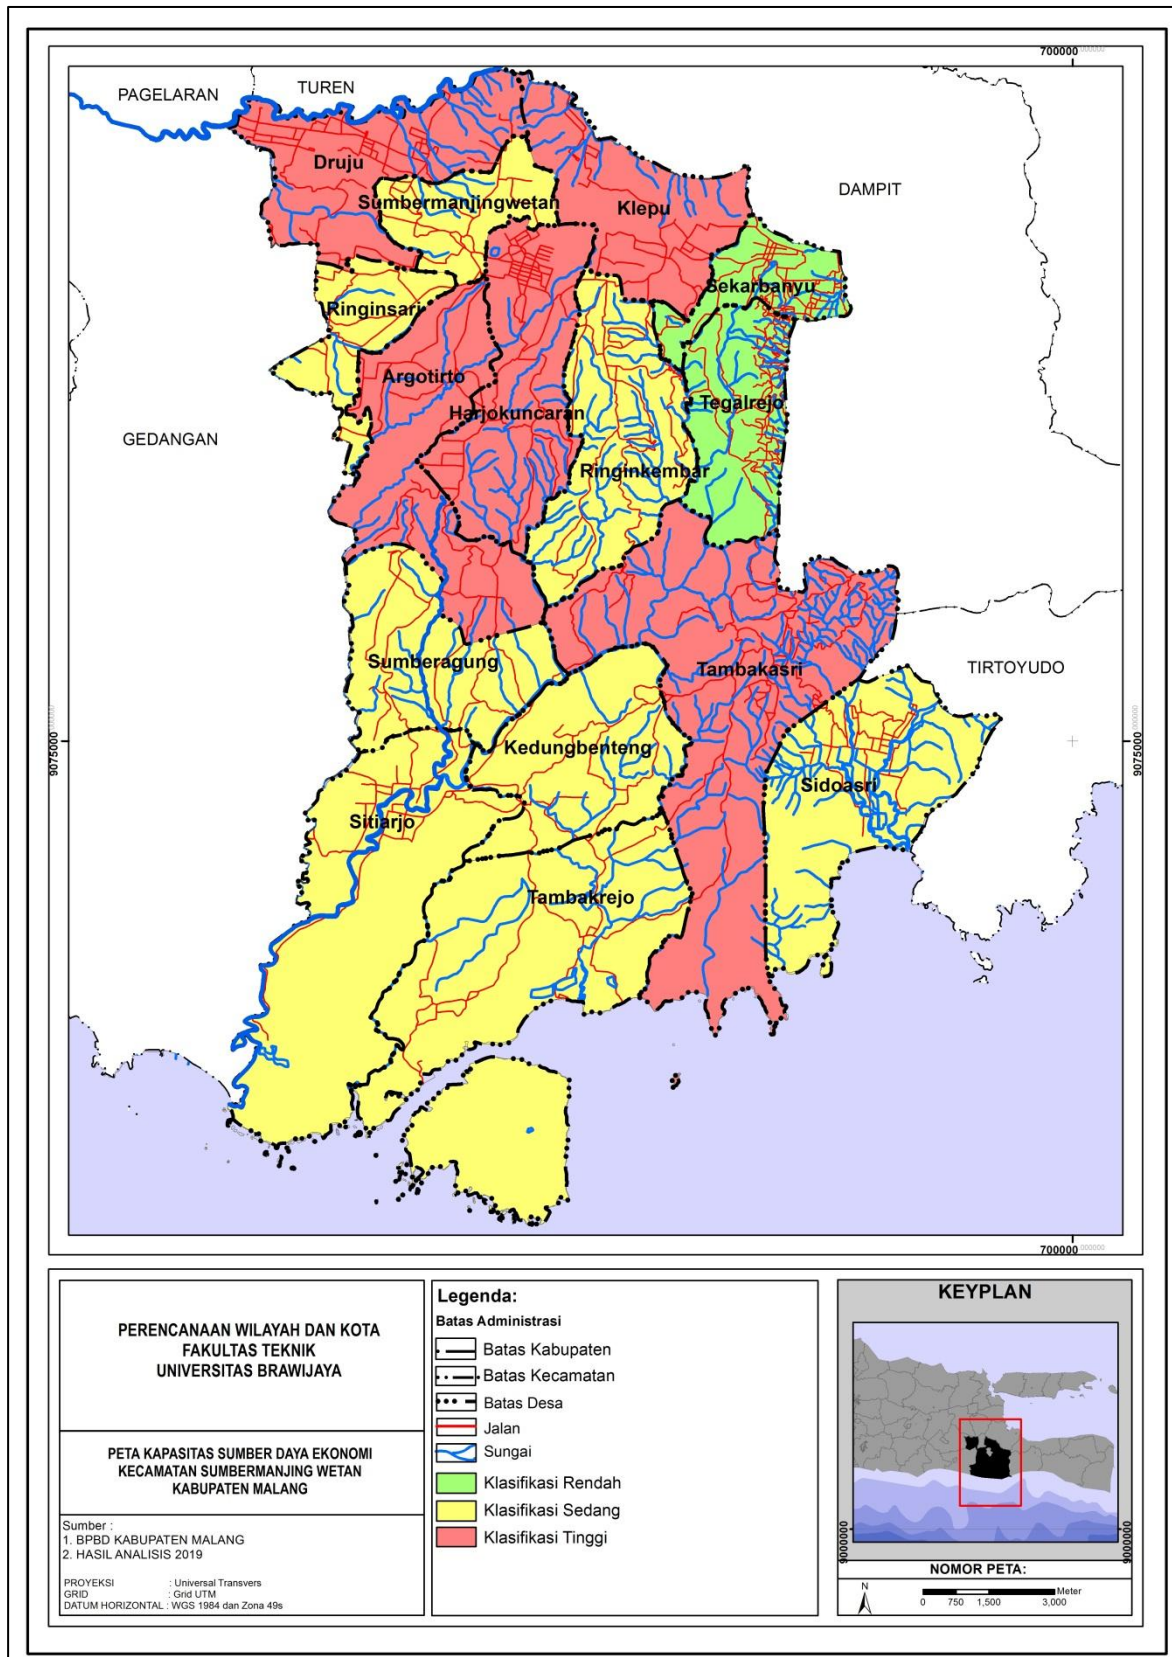 700000.000000
PAGELARAN
TUREN
DAMPIT
Druju
Sumbermanjingwetan
Klepu
Sekarbanyu
Ringinsari
Argotirto
Tegalrejo
Harjokuncaran
GEDANGAN
Ringinkembar
Sumberagung
Tambakasri
TIRTOYUDO
9075000.000000
9075000.000000
Kedungbenteng
Sidoasri
Sitiarjo
Tambakrejo
700000.000000
PERENCANAAN WILAYAH DAN KOTA
FAKULTAS TEKNIK
UNIVERSITAS BRAWIJAYA
PETA KAPASITAS SUMBER DAYA EKONOMI
KECAMATAN SUMBERMANJING WETAN
KABUPATEN MALANG
Sumber :
1. BPBD KABUPATEN MALANG
2. HASIL ANALISIS 2019
PROYEKSI : Universal Transvers
GRID : Grid UTM
DATUM HORIZONTAL : WGS 1984 dan Zona 49s
Legenda:
Batas Administrasi
Batas Kabupaten
Batas Kecamatan
Batas Desa
Jalan
Sungai
Klasifikasi Rendah
Klasifikasi Sedang
Klasifikasi Tinggi
KEYPLAN
9000000
9000000
NOMOR PETA:
N
Meter
0 750 1,500 3,000